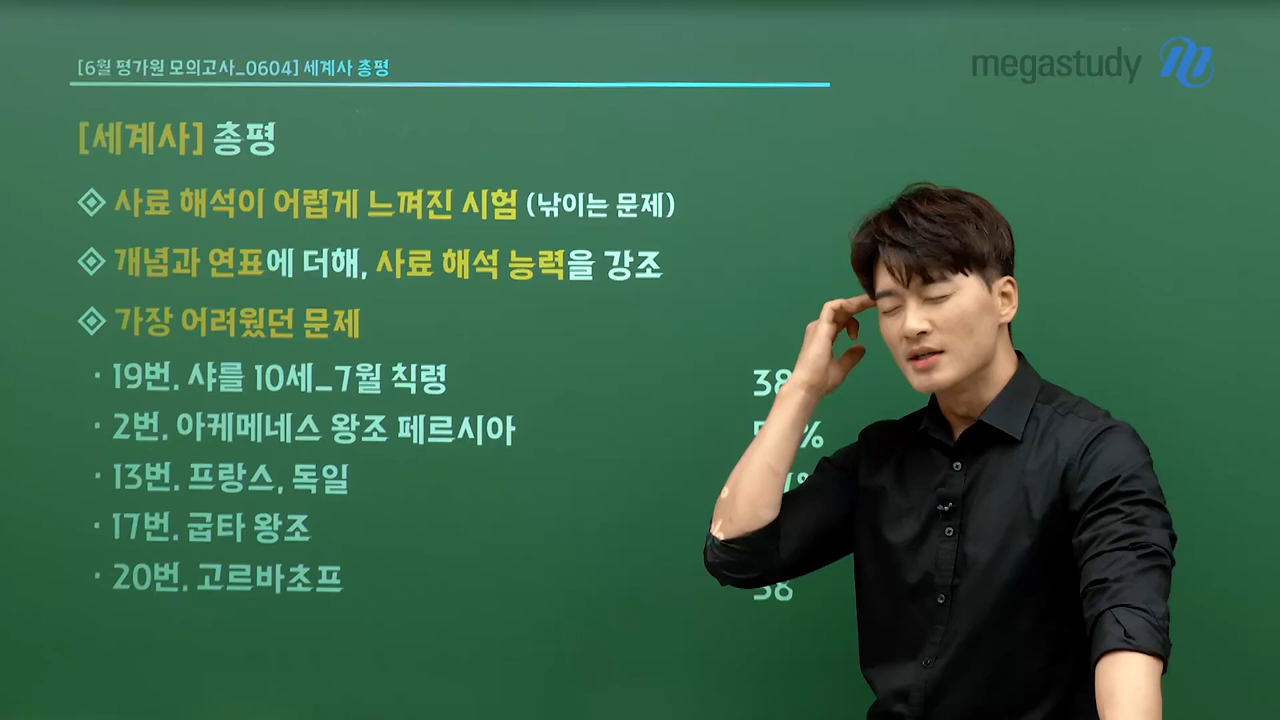 [6월 평가원 모의고사_0604] 세계사 총평
megastudy
[세계사] 총평
사료 해석이 어렵게 느껴진 시험 (낚이는 문제)
개념과 연표에 더해, 사료 해석 능력을 강조
가장 어려웠던 문제
· 19번. 샤를 10세_7월 칙령
· 2번. 아케메네스 왕조 페르시아
· 13번. 프랑스, 독일
· 17번. 굽타 왕조
· 20번. 고르바초프